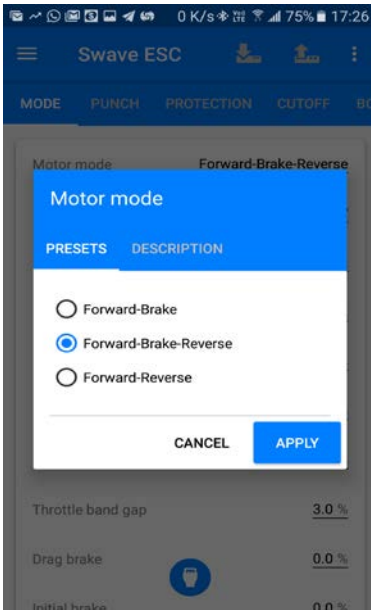 0 K/s 75% 17:26
Swave ESC
MODE PUNCH PROTECTION CUTOFF BO
Motor mode Forward-Brake-Reverse
Motor mode
PRESETS DESCRIPTION
Forward-Brake
Forward-Brake-Reverse
Forward-Reverse
CANCEL APPLY
Throttle band gap 3.0 %
Drag brake 0.0 %
Initial brake 0.0 %